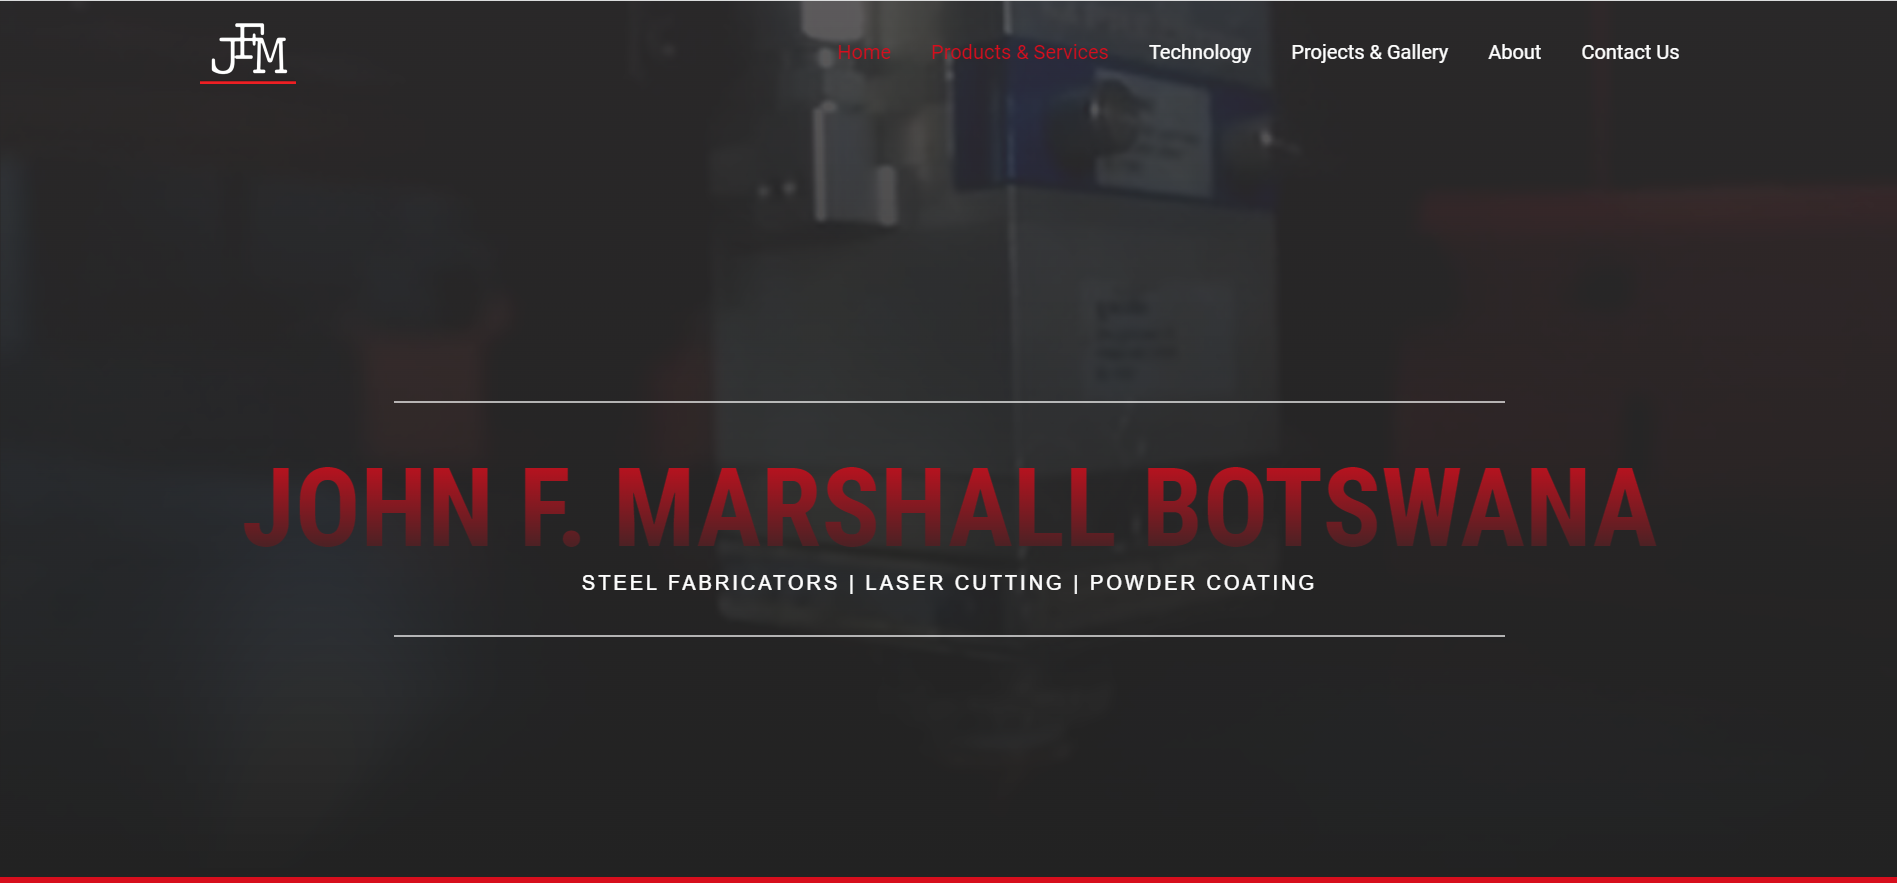 JFM
Home Products & Services Technology Projects & Gallery About Contact Us
JOHN F. MARSHALL BOTSWANA
STEEL FABRICATORS | LASER CUTTING | POWDER COATING